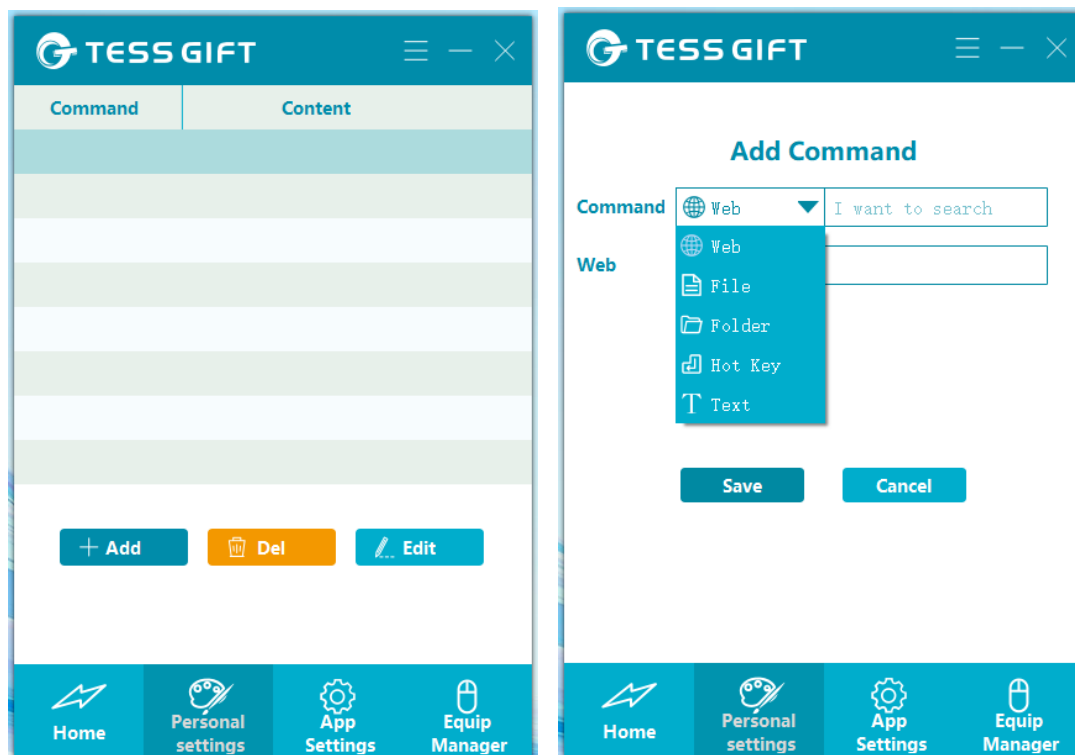 TESS GIFT
Command Content
+ Add Del Edit
Home
Personal settings
App Settings
Equip Manager
TESS GIFT
Add Command
Command Web I want to search
Web
Web
File
Folder
Hot Key
Text
Save Cancel
Home
Personal settings
App Settings
Equip Manager